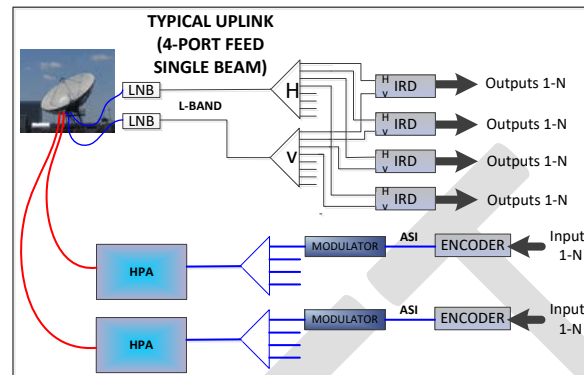 TYPICAL UPLINK
(4-PORT FEED
SINGLE BEAM)
LNB
LNB
L-BAND
H
V
H
V
IRD
Outputs 1-N
H
V
IRD
Outputs 1-N
H
V
IRD
Outputs 1-N
H
V
IRD
Outputs 1-N
HPA
MODULATOR
ASI
ENCODER
Input
1-N
HPA
MODULATOR
ASI
ENCODER
Input
1-N